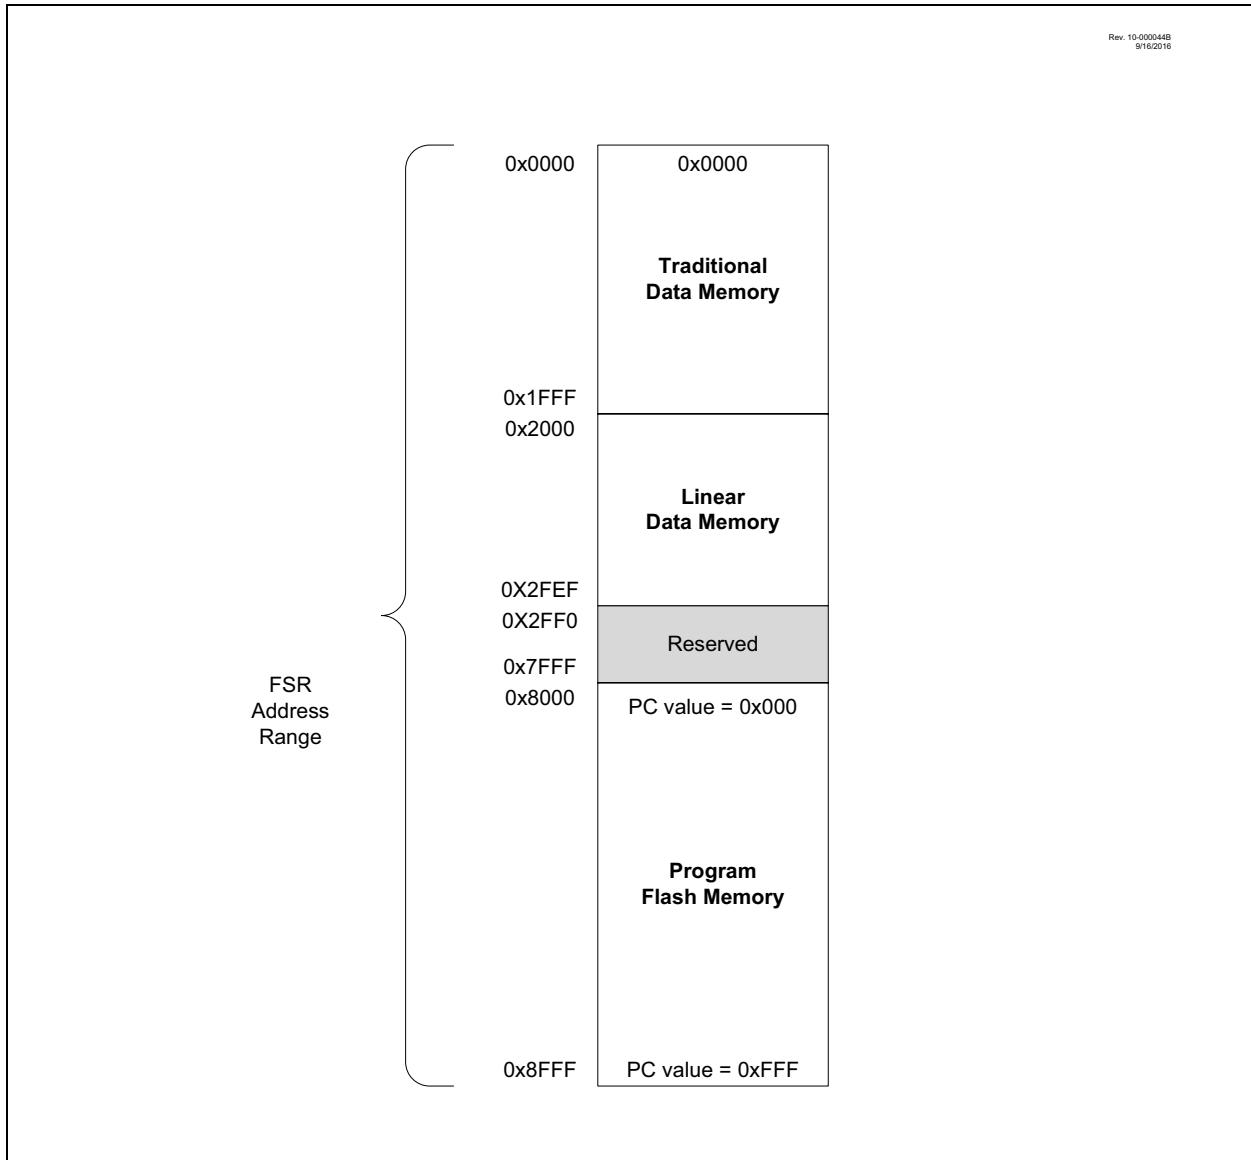 Rev. 10-000044B
9/16/2016
0x0000
0x0000
Traditional
Data Memory
0x1FFF
0x2000
Linear
Data Memory
0X2FEF
0X2FF0
Reserved
0x7FFF
0x8000
PC value = 0x000
FSR
Address
Range
Program
Flash Memory
0x8FFF
PC value = 0xFFF